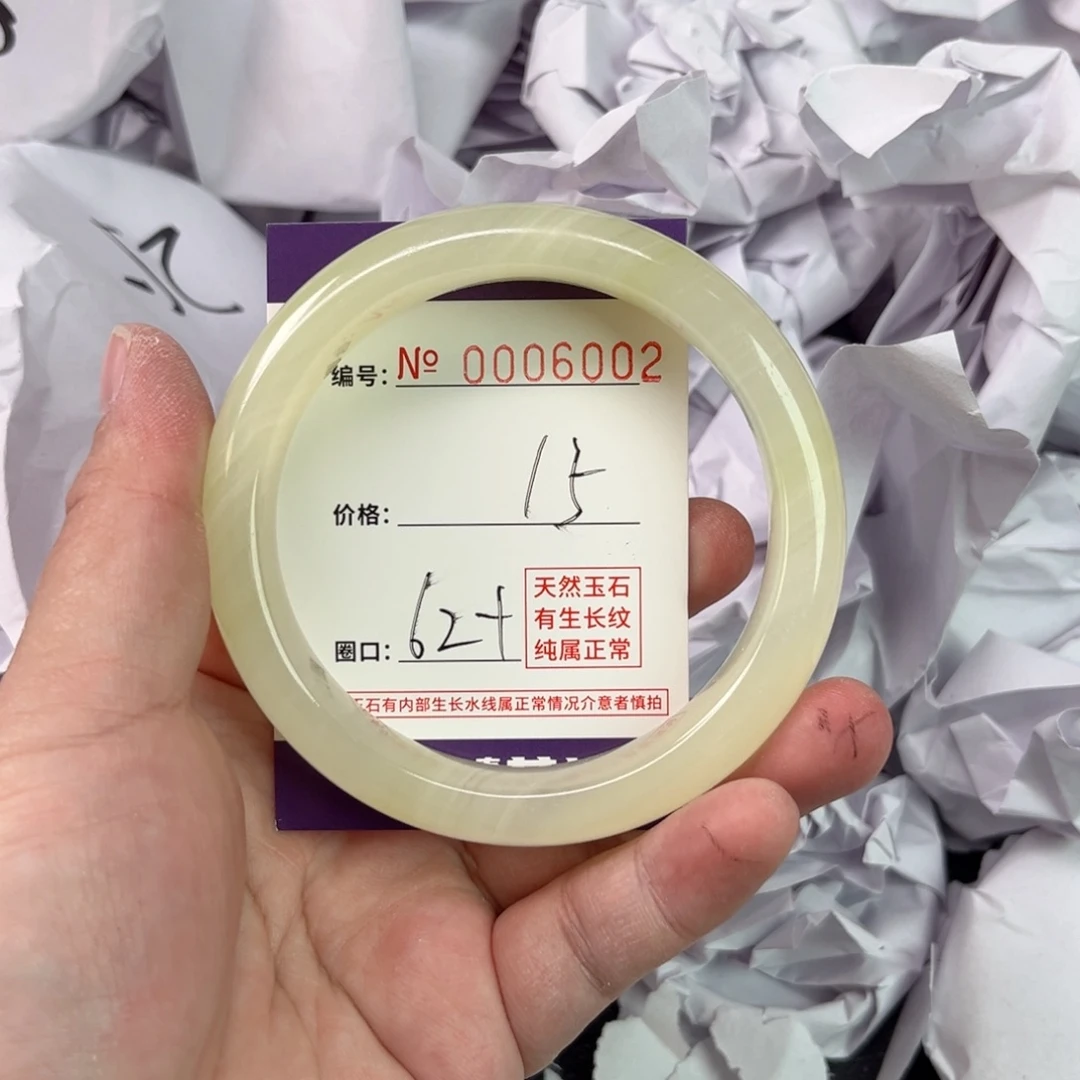 编号: № 0006002
价格: 15
圈口: 62+
天然玉石
有生长纹
纯属正常
石有内部生长水线属正常情况介意者慎拍